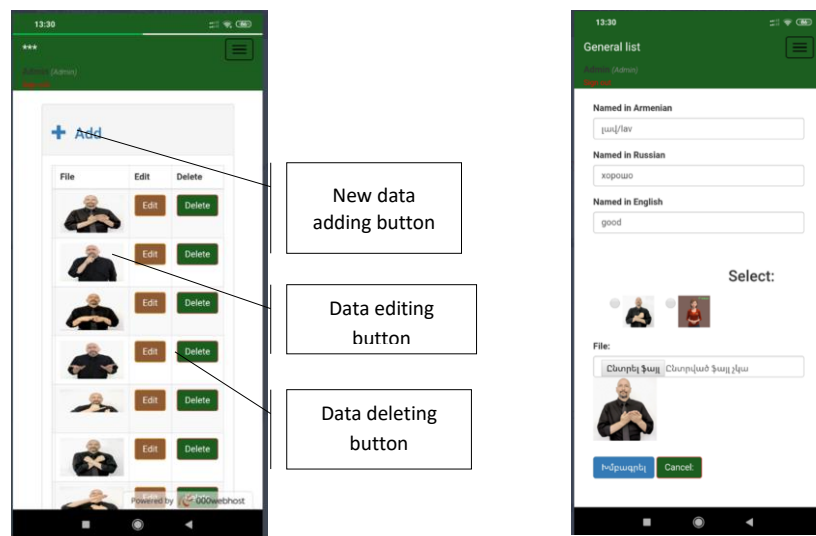 13:30
***
Admin (Admin)
+ Add
File Edit Delete
Edit Delete
Edit Delete
Edit Delete
Edit Delete
Edit Delete
Edit Delete
Powered by 000webhost
New data
adding button
Data editing
button
Data deleting
button
13:30
General list
Admin (Admin)
Named in Armenian
լավ/lav
Named in Russian
хорошо
Named in English
good
Select:
File:
Ընտրել ֆայլ Ընտրված ֆայլ չկա
Խմբագրել Cancel: